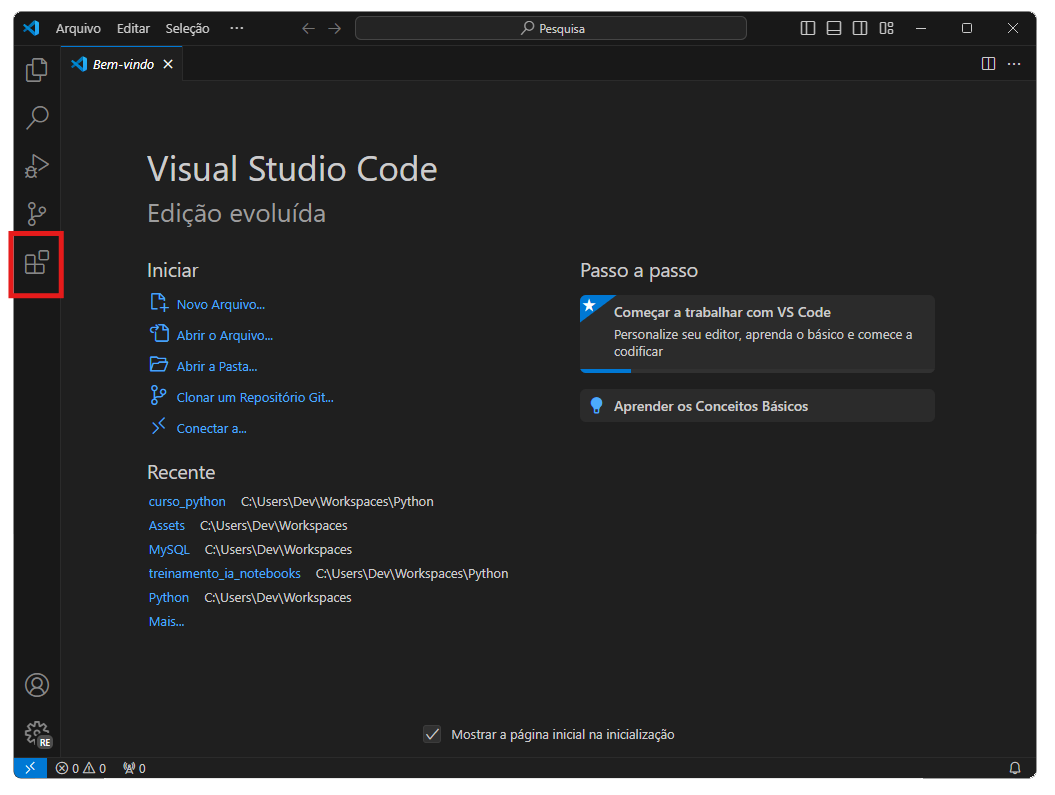 Arquivo Editar Seleção ··· Pesquisa
Bem-vindo
Visual Studio Code
Edição evoluída
Iniciar
Novo Arquivo...
Abrir o Arquivo...
Abrir a Pasta...
Clonar um Repositório Git...
Conectar a...
Recente
curso_python C:\Users\Dev\Workspaces\Python
Assets C:\Users\Dev\Workspaces
MySQL C:\Users\Dev\Workspaces
treinamento_ia_notebooks C:\Users\Dev\Workspaces\Python
Python C:\Users\Dev\Workspaces
Mais...
Passo a passo
Começar a trabalhar com VS Code
Personalize seu editor, aprenda o básico e comece a
codificar
Aprender os Conceitos Básicos
Mostrar a página inicial na inicialização
RE
0 0 0